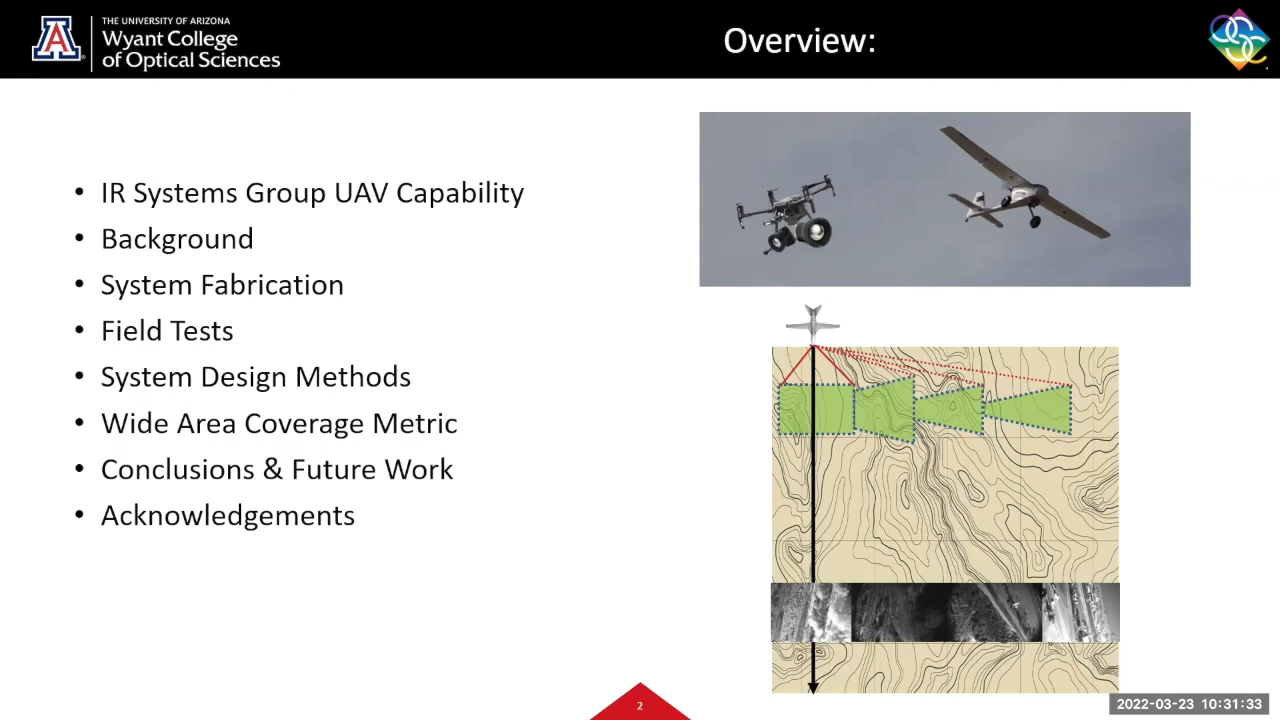 THE UNIVERSITY OF ARIZONA
Wyant College
of Optical Sciences
Overview:
• IR Systems Group UAV Capability
• Background
• System Fabrication
• Field Tests
• System Design Methods
• Wide Area Coverage Metric
• Conclusions & Future Work
• Acknowledgements
2
2022-03-23 10:31:33